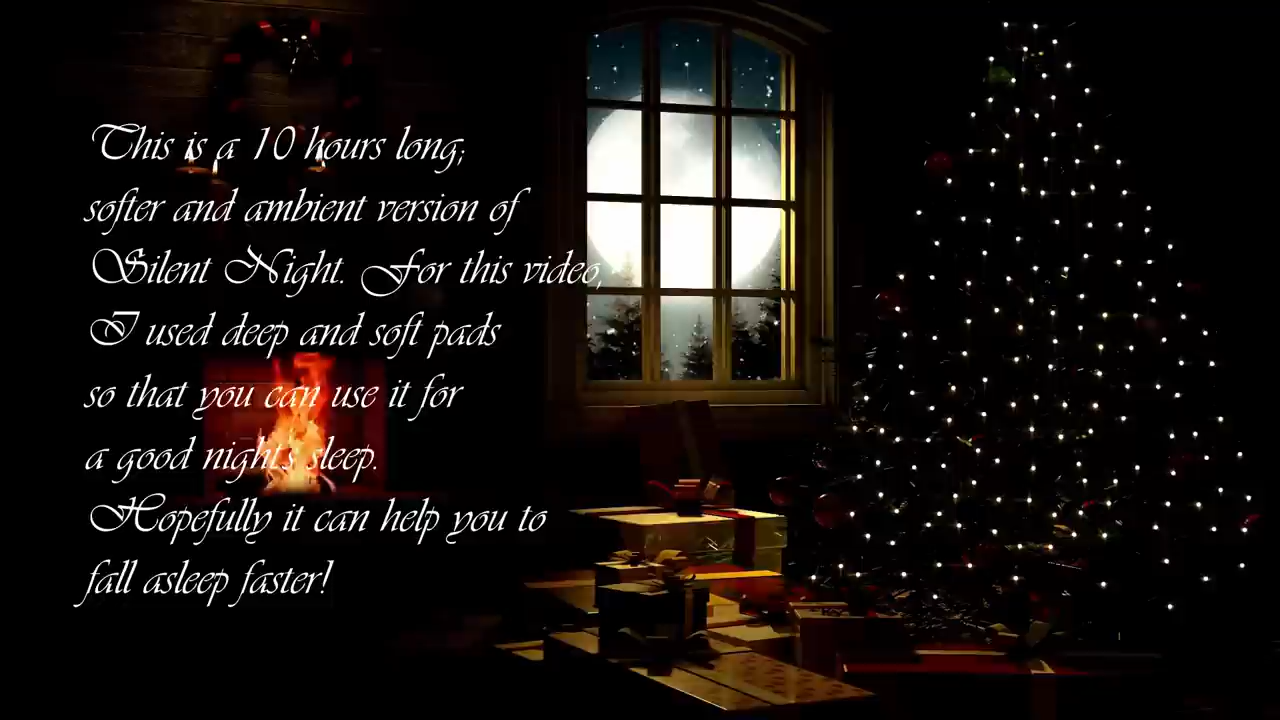 This is a 10 hours long;
softer and ambient version of
Silent Night. For this video,
I used deep and soft pads
so that you can use it for
a good night's sleep.
Hopefully it can help you to
fall asleep faster!